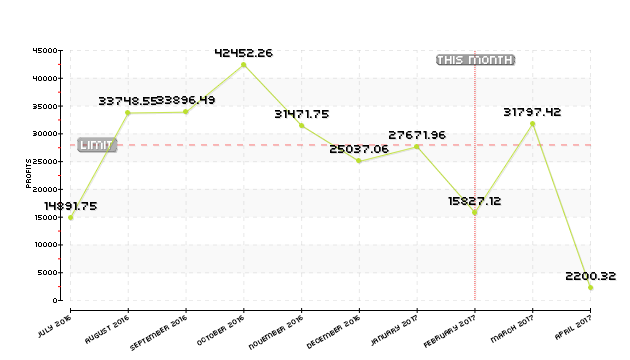 42452.26
THIS MONTH
45000
40000
33748.55
33896.49
35000
31471.75
31797.42
30000
LIMIT
27671.96
25037.06
25000
PROFITS
20000
14891.75
15827.12
15000
10000
5000
2200.32
0
JULY 2016
AUGUST 2016
SEPTEMBER 2016
OCTOBER 2016
NOVEMBER 2016
DECEMBER 2016
JANUARY 2017
FEBRUARY 2017
MARCH 2017
APRIL 2017